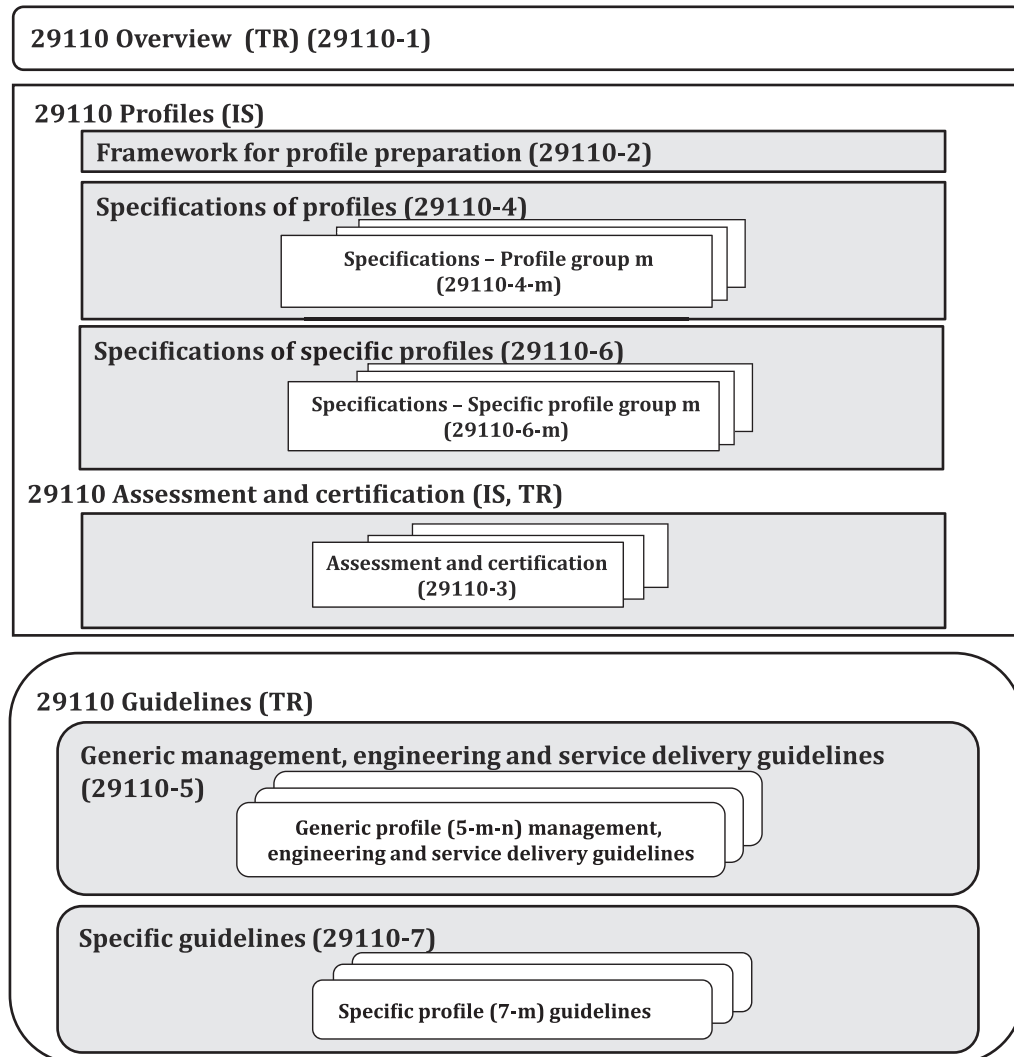 29110 Overview (TR) (29110-1)
29110 Profiles (IS)
Framework for profile preparation (29110-2)
Specifications of profiles (29110-4)
Specifications – Profile group m
(29110-4-m)
Specifications of specific profiles (29110-6)
Specifications – Specific profile group m
(29110-6-m)
29110 Assessment and certification (IS, TR)
Assessment and certification
(29110-3)
29110 Guidelines (TR)
Generic management, engineering and service delivery guidelines
(29110-5)
Generic profile (5-m-n) management,
engineering and service delivery guidelines
Specific guidelines (29110-7)
Specific profile (7-m) guidelines